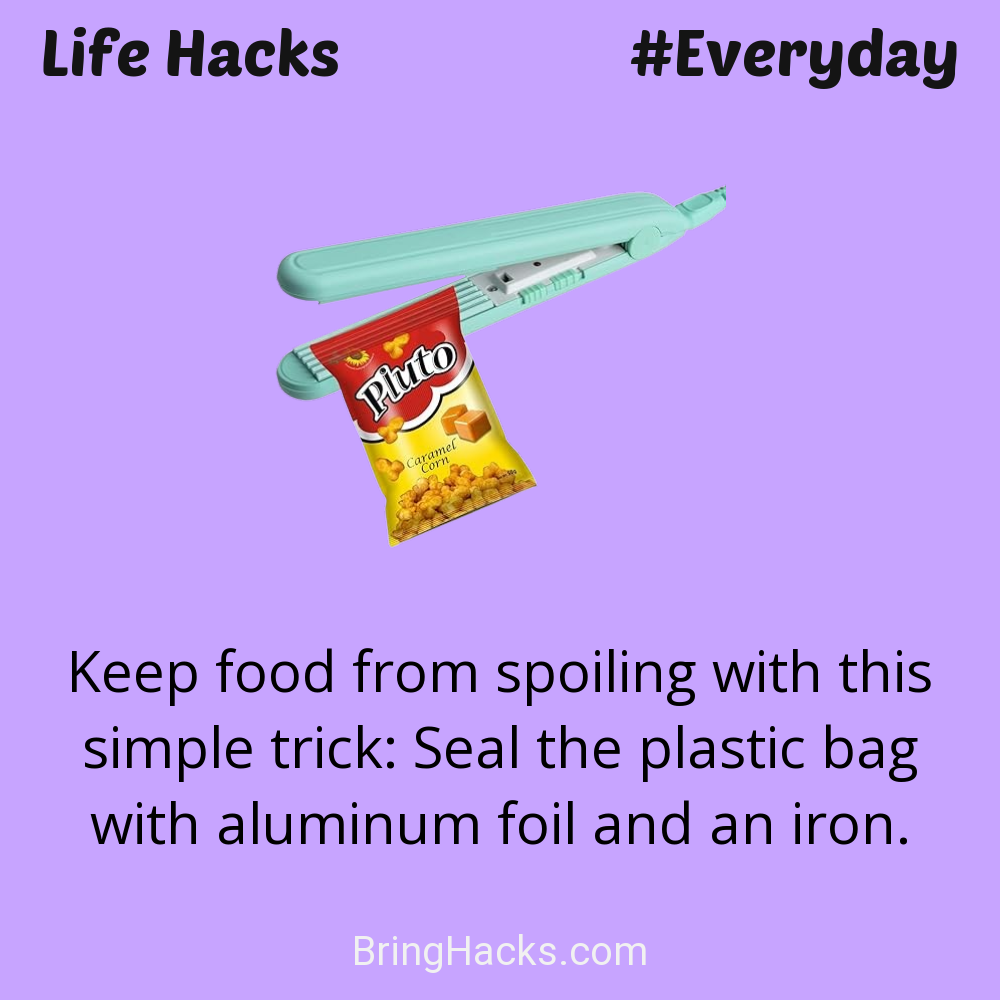 Life Hacks
#Everyday
Pluto
Caramel
Corn
Keep food from spoiling with this
simple trick: Seal the plastic bag
with aluminum foil and an iron.
BringHacks.com